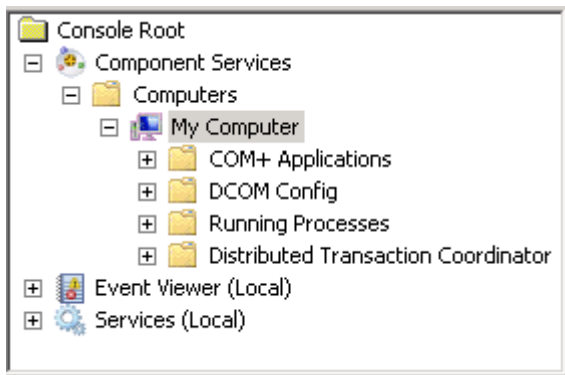 Console Root
Component Services
Computers
My Computer
COM+ Applications
DCOM Config
Running Processes
Distributed Transaction Coordinator
Event Viewer (Local)
Services (Local)